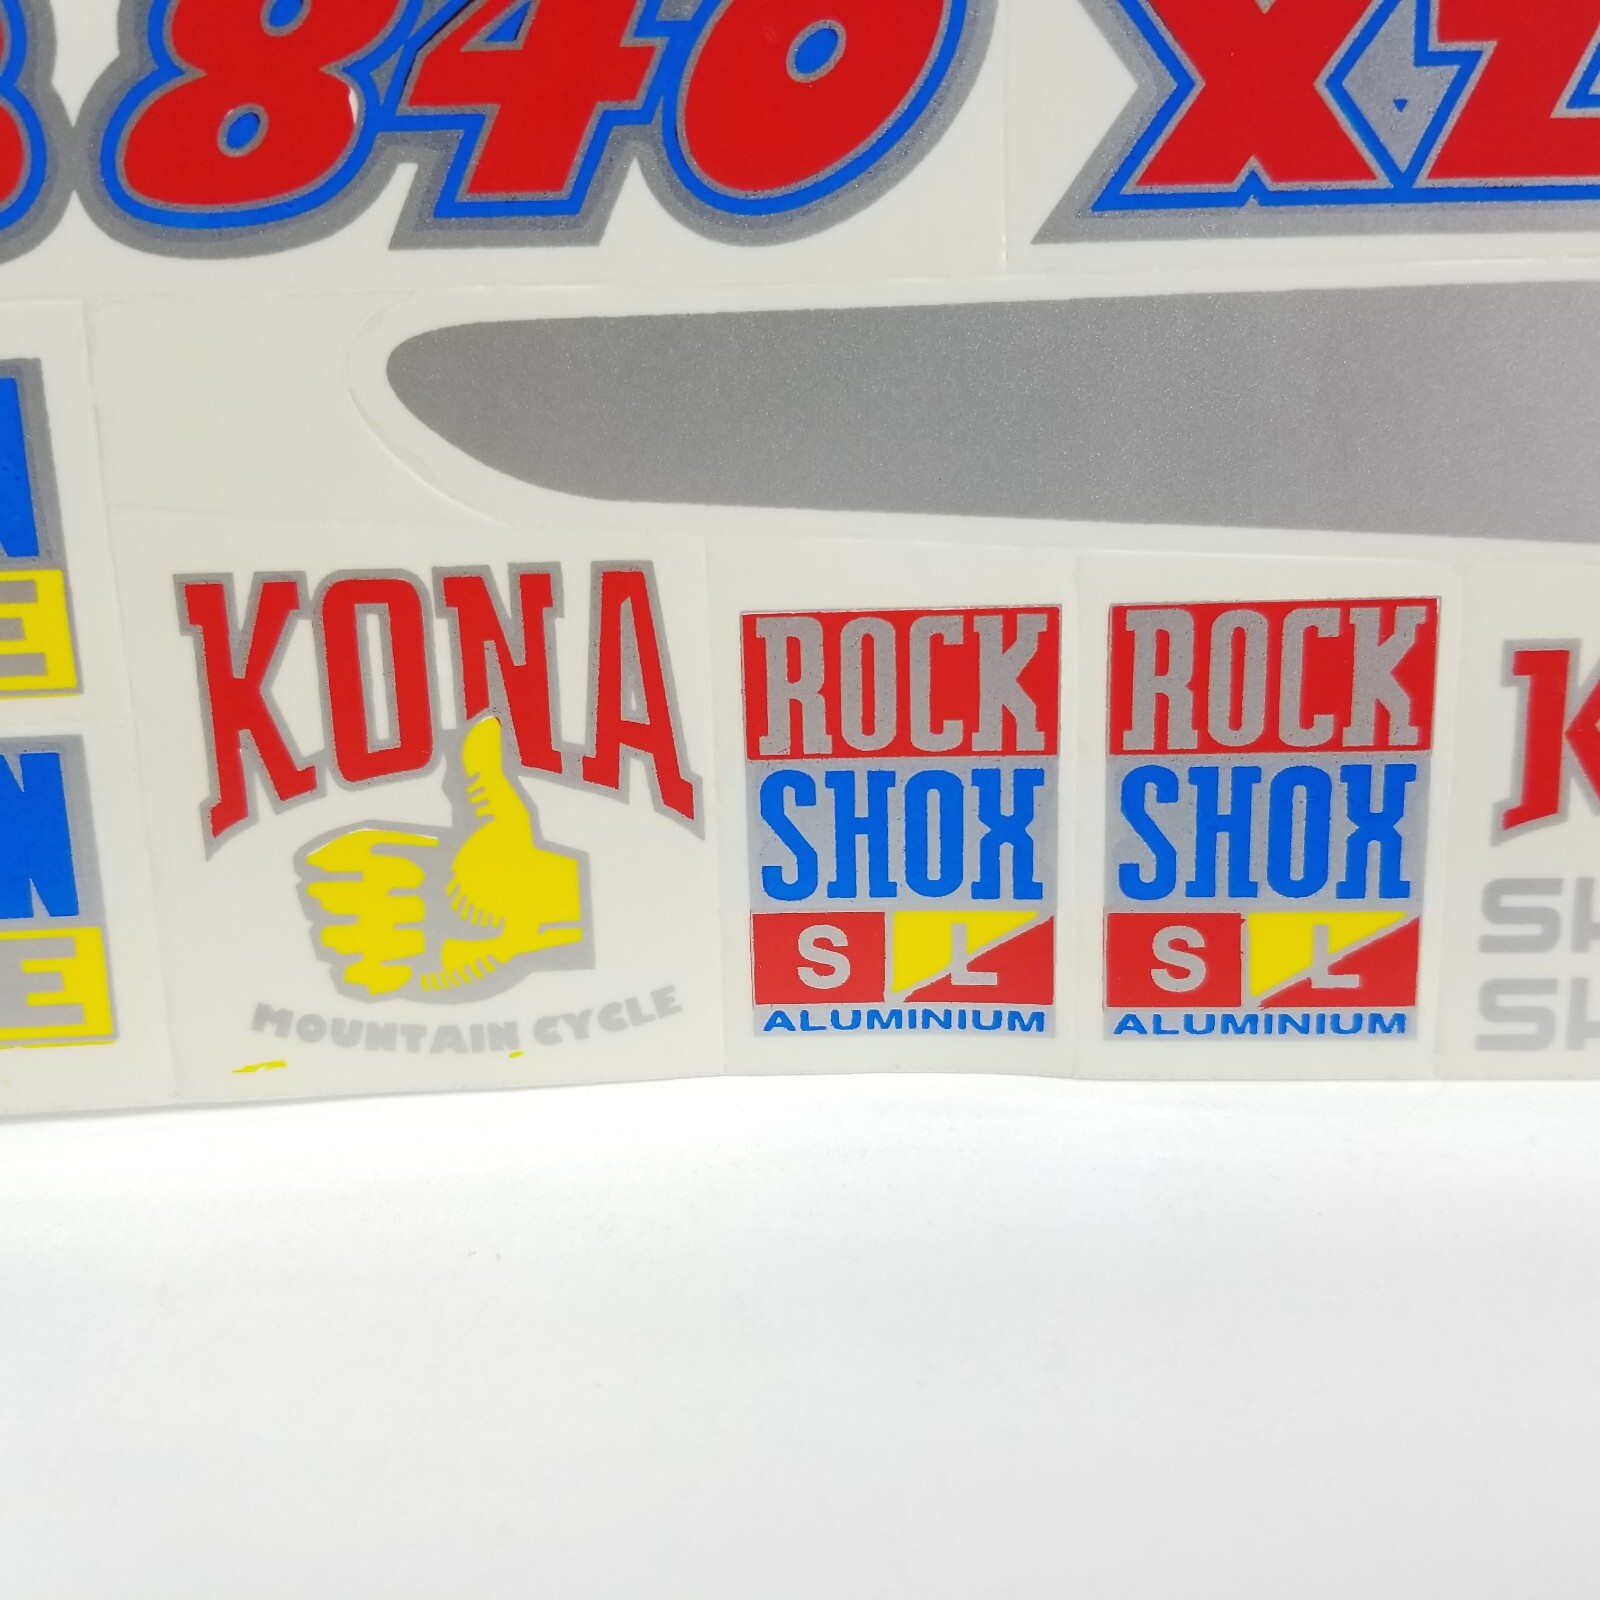 840
KONA
MOUNTAIN CYCLE
ROCK
SHOX
S L
ALUMINIUM
ROCK
SHOX
S L
ALUMINIUM